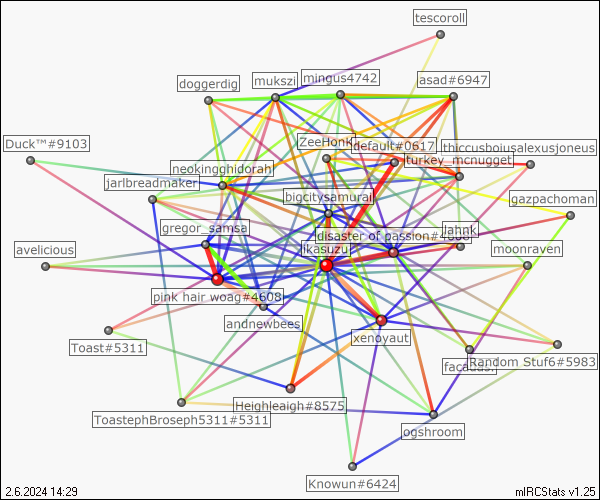 tescoroll
doggerdig
mukszi
mingus4742
asad#6947
Duck™#9103
ZeeHonk
default#0617
thiccusboiusalexusjoneus
turkey_mcnugget
neokingghidorah
jarlbreadmaker
bigcitysamurai
gazpachoman
gregor_samsa
disaster of passion#4
Jahnk
avelicious
ikasuzu
moonraven
pink hair woag#4608
andnewbees
xenoyaut
Toast#5311
Random Stuf6#5983
ToastephBroseph5311#5311
Heighleaigh#8575
ogshroom
Knowun#6424
2.6.2024 14:29
mIRCStats v1.25